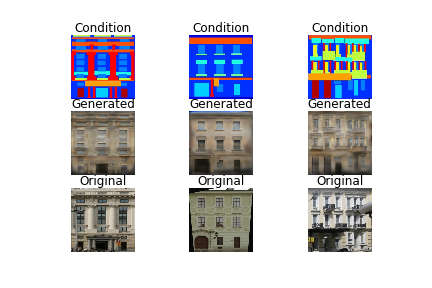 Condition Condition Condition
Generated Generated Generated
Original Original Original